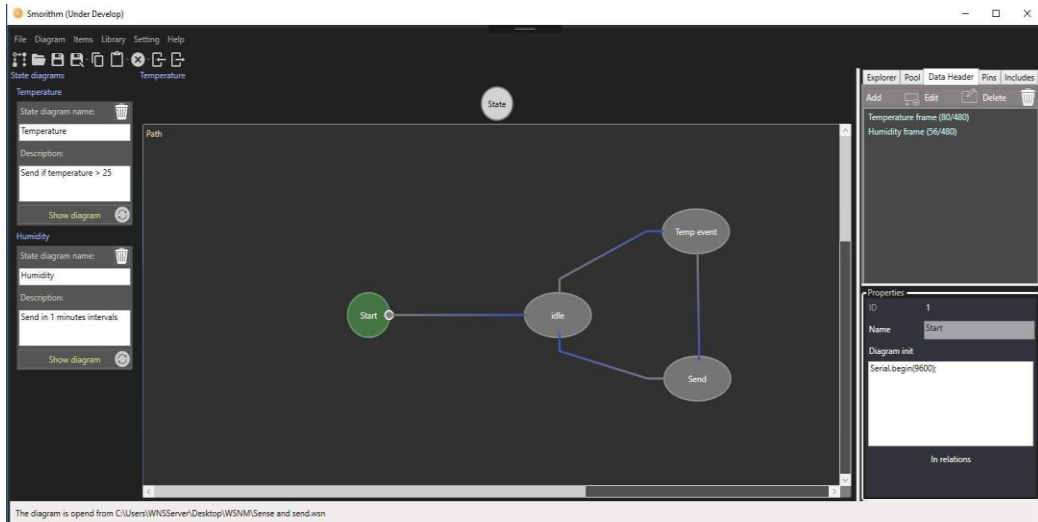 Smorithm (Under Develop)
File Diagram Items Library Setting Help
State diagrams
Temperature
State diagram name:
Temperature
Description:
Send if temperature > 25
Show diagram
Humidity
State diagram name:
Humidity
Description:
Send in 1 minutes intervals
Show diagram
Temperature
State
Path
Start
idle
Temp event
Send
Explorer Pool Data Header Pins Includes
Add Edit Delete
Temperature frame (80/480)
Humidity frame (56/480)
Properties
ID 1
Name Start
Diagram init
Serial.begin(9600);
In relations
The diagram is opend from C:\Users\WNSServer\Desktop\WSNM\Sense and send.wsn